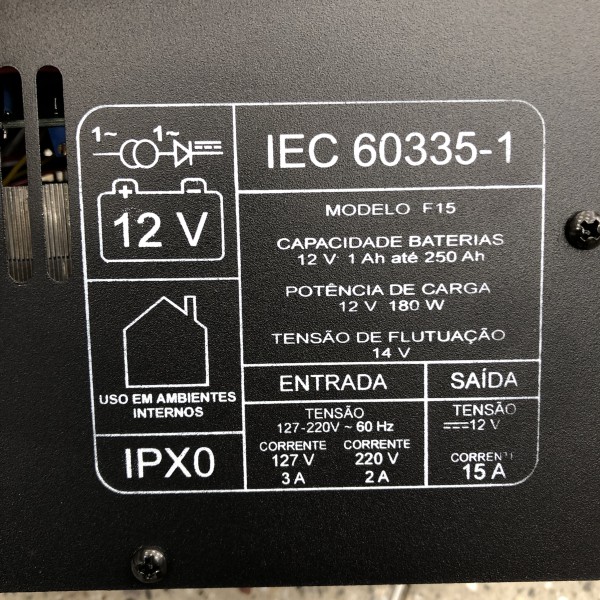 1~ 1~
+ -
12 V
USO EM AMBIENTES
INTERNOS
IPX0
IEC 60335-1
MODELO F15
CAPACIDADE BATERIAS
12 V 1 Ah até 250 Ah
POTÊNCIA DE CARGA
12 V 180 W
TENSÃO DE FLUTUAÇÃO
14 V
ENTRADA
TENSÃO
127-220V ~ 60 Hz
CORRENTE CORRENTE
127 V 220 V
3 A 2 A
SAÍDA
TENSÃO
12 V
CORRENTE
15 A